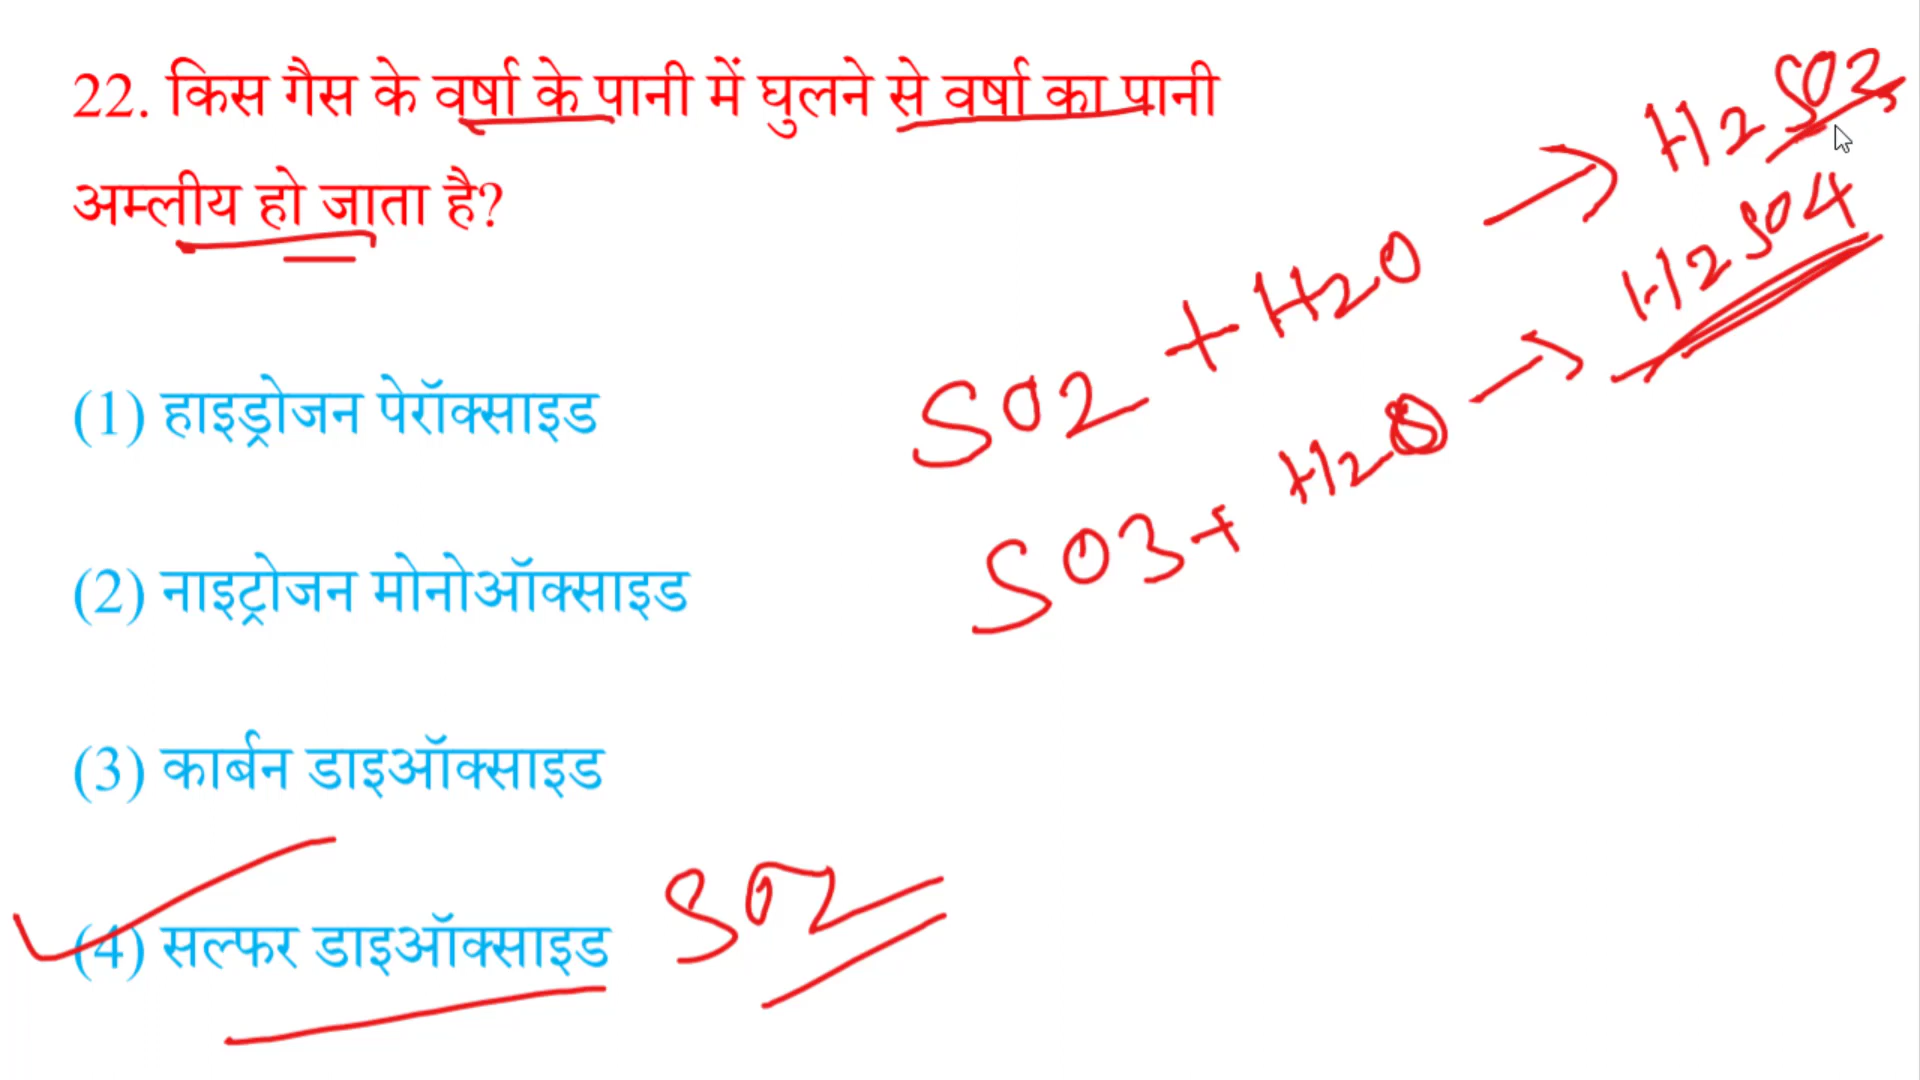 22. किस गैस के वर्षा के पानी में घुलने से वर्षा का पानी
अम्लीय हो जाता है?
SO2 + H2O → H2SO3
SO3 + H2O → H2SO4
(1) हाइड्रोजन पेरॉक्साइड
(2) नाइट्रोजन मोनोऑक्साइड
(3) कार्बन डाइऑक्साइड
(4) सल्फर डाइऑक्साइड SO2